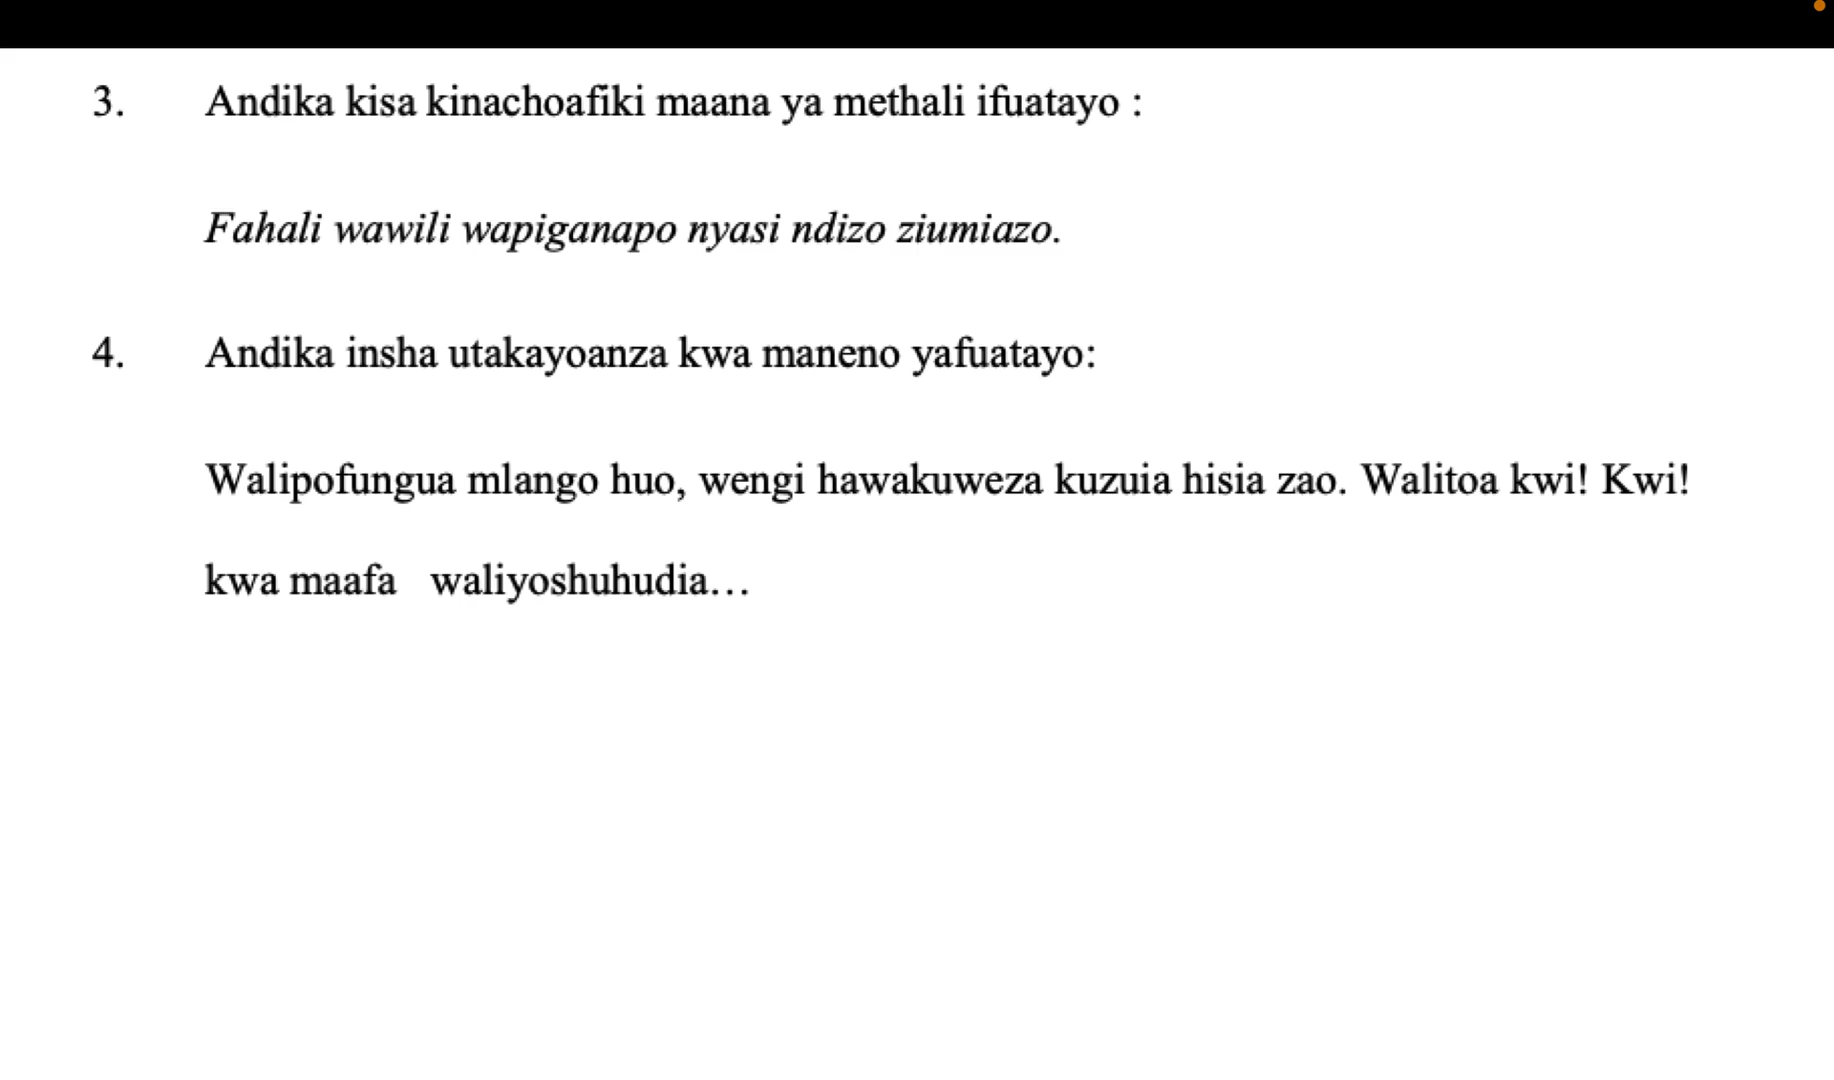 3. Andika kisa kinachoafiki maana ya methali ifuatayo :
Fahali wawili wapiganapo nyasi ndizo ziumiazo.
4. Andika insha utakayoanza kwa maneno yafuatayo:
Walipofungua mlango huo, wengi hawakuweza kuzuia hisia zao. Walitoa kwi! Kwi!
kwa maafa waliyoshuhudia…